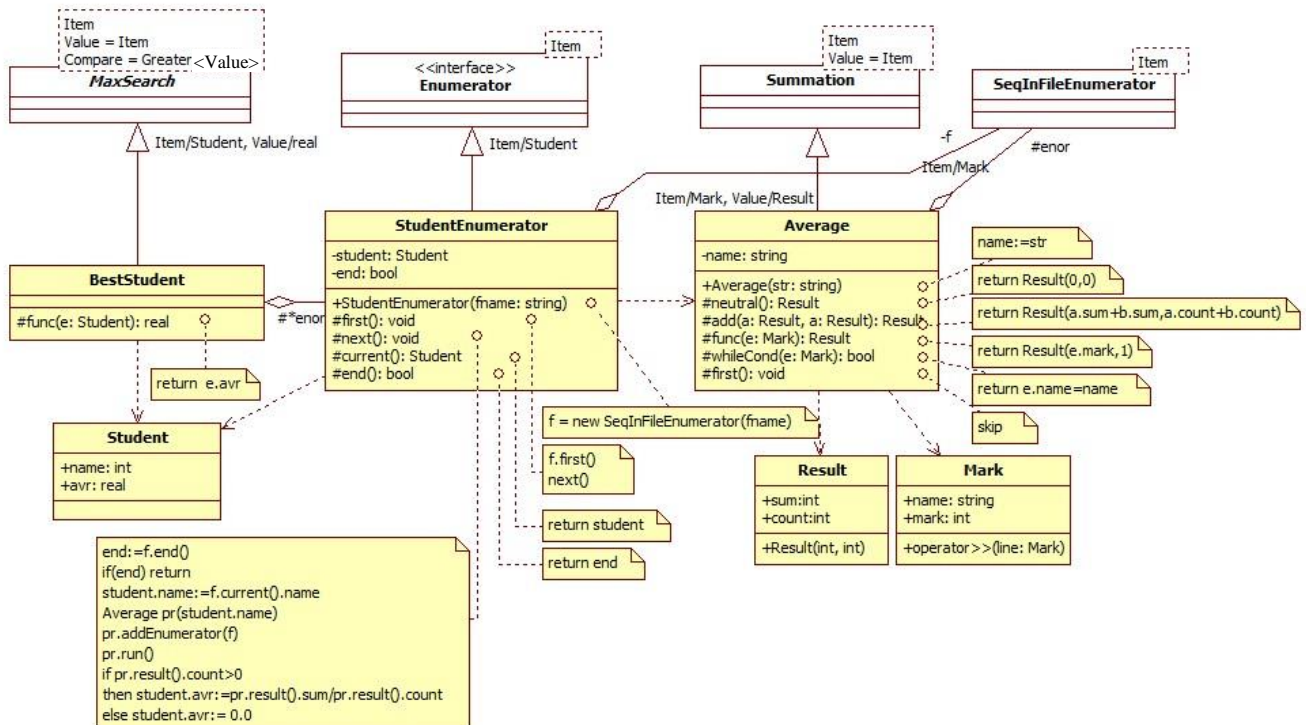 Item
Value = Item
Compare = Greater <Value>
MaxSearch
Item
<<interface>>
Enumerator
Item
Value = Item
Summation
Item
SeqInFileEnumerator
Item/Student, Value/real
Item/Student
-f
Item/Mark
#enor
Item/Mark, Value/Result
BestStudent
#func(e: Student): real
#*enor
return e.avr
StudentEnumerator
-student: Student
-end: bool
+StudentEnumerator(fname: string)
#first(): void
#next(): void
#current(): Student
#end(): bool
Average
-name: string
+Average(str: string)
#neutral(): Result
#add(a: Result, a: Result): Result
#func(e: Mark): Result
#whileCond(e: Mark): bool
#first(): void
name:=str
return Result(0,0)
return Result(a.sum+b.sum,a.count+b.count)
return Result(e.mark,1)
return e.name=name
skip
Student
+name: int
+avr: real
f = new SeqInFileEnumerator(fname)
f.first()
next()
return student
return end
Result
+sum:int
+count:int
+Result(int, int)
Mark
+name: string
+mark: int
+operator>>(line: Mark)
end:=f.end()
if(end) return
student.name:=f.current().name
Average pr(student.name)
pr.addEnumerator(f)
pr.run()
if pr.result().count>0
then student.avr:=pr.result().sum/pr.result().count
else student.avr:= 0.0